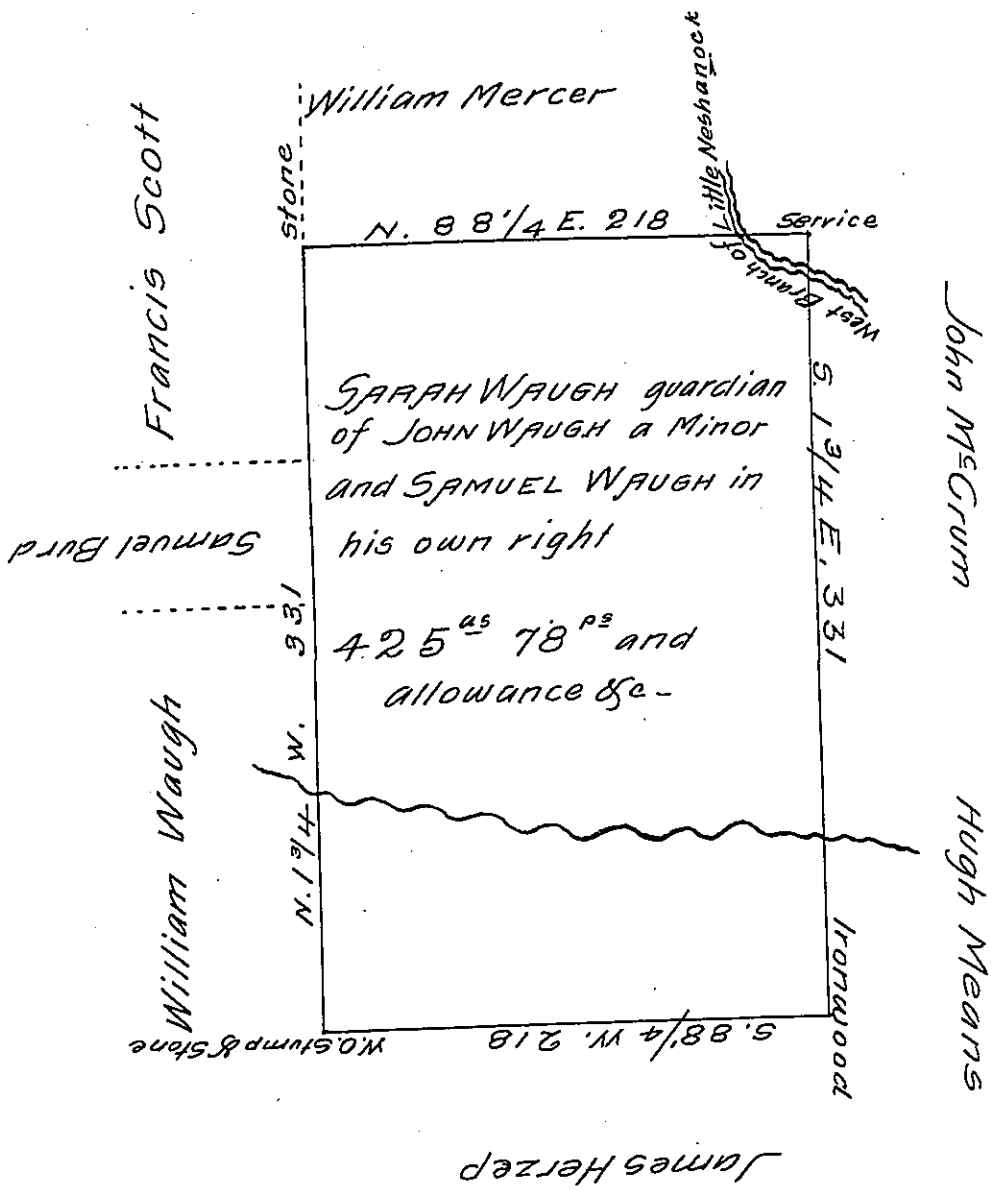 William Mercer
Little Neshanock
West Branch of
Francis Scott
Stone
N. 88 1/4 E. 218
Service
John McCrum
SARAH WAUGH guardian
of JOHN WAUGH a Minor
and SAMUEL WAUGH in
his own right
425 as 78 ps and
allowance &c-
S. 1 3/4 E. 331
Samuel Burd
N. 1 3/4 W. 331
William Waugh
Hugh Means
Ironwood
W.O. Stump & Stone
S. 88 1/4 W. 218
James Herzep